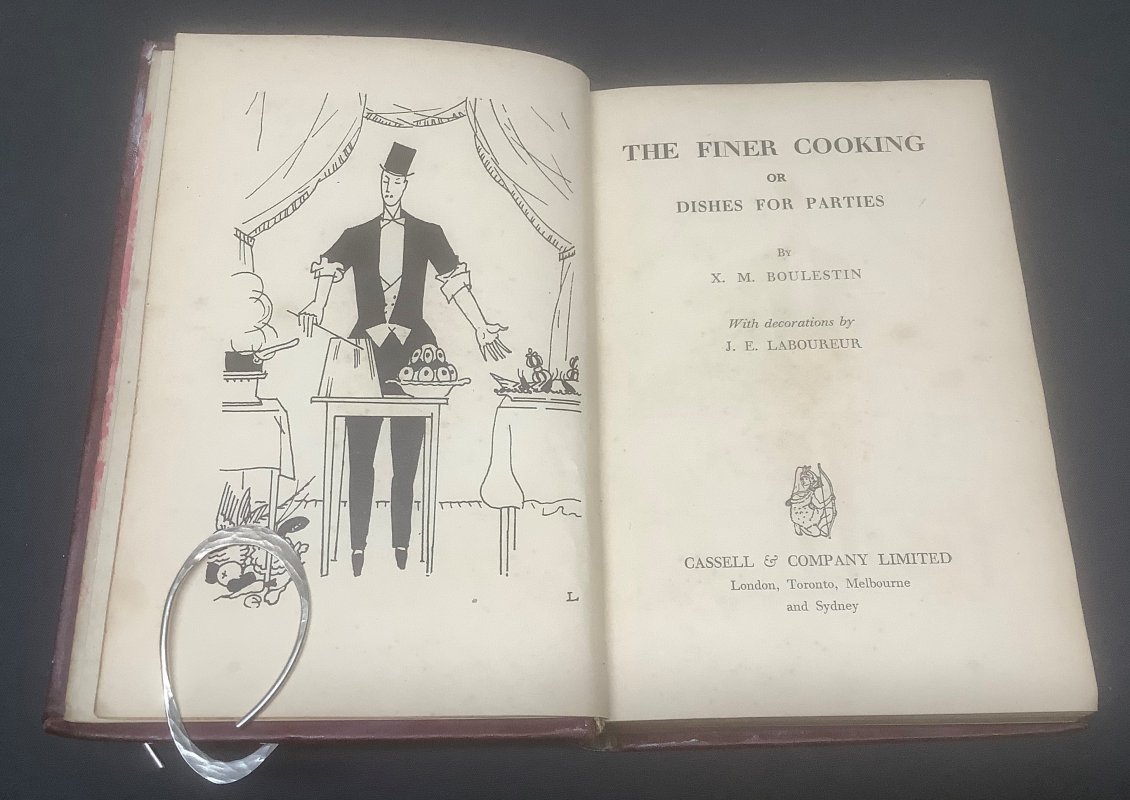 L
THE FINER COOKING
OR
DISHES FOR PARTIES
By
X. M. BOULESTIN
With decorations by
J. E. LABOUREUR
CASSELL & COMPANY LIMITED
London, Toronto, Melbourne
and Sydney